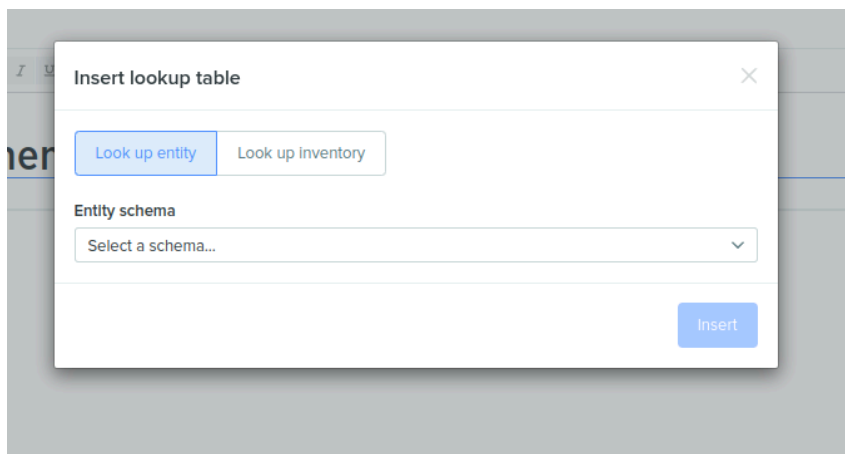 I U
Insert lookup table
Look up entity Look up inventory
Entity schema
Select a schema...
Insert